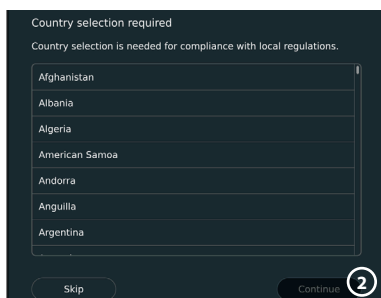 Country selection required
Country selection is needed for compliance with local regulations.
Afghanistan
Albania
Algeria
American Samoa
Andorra
Anguilla
Argentina
Skip
Continue
2